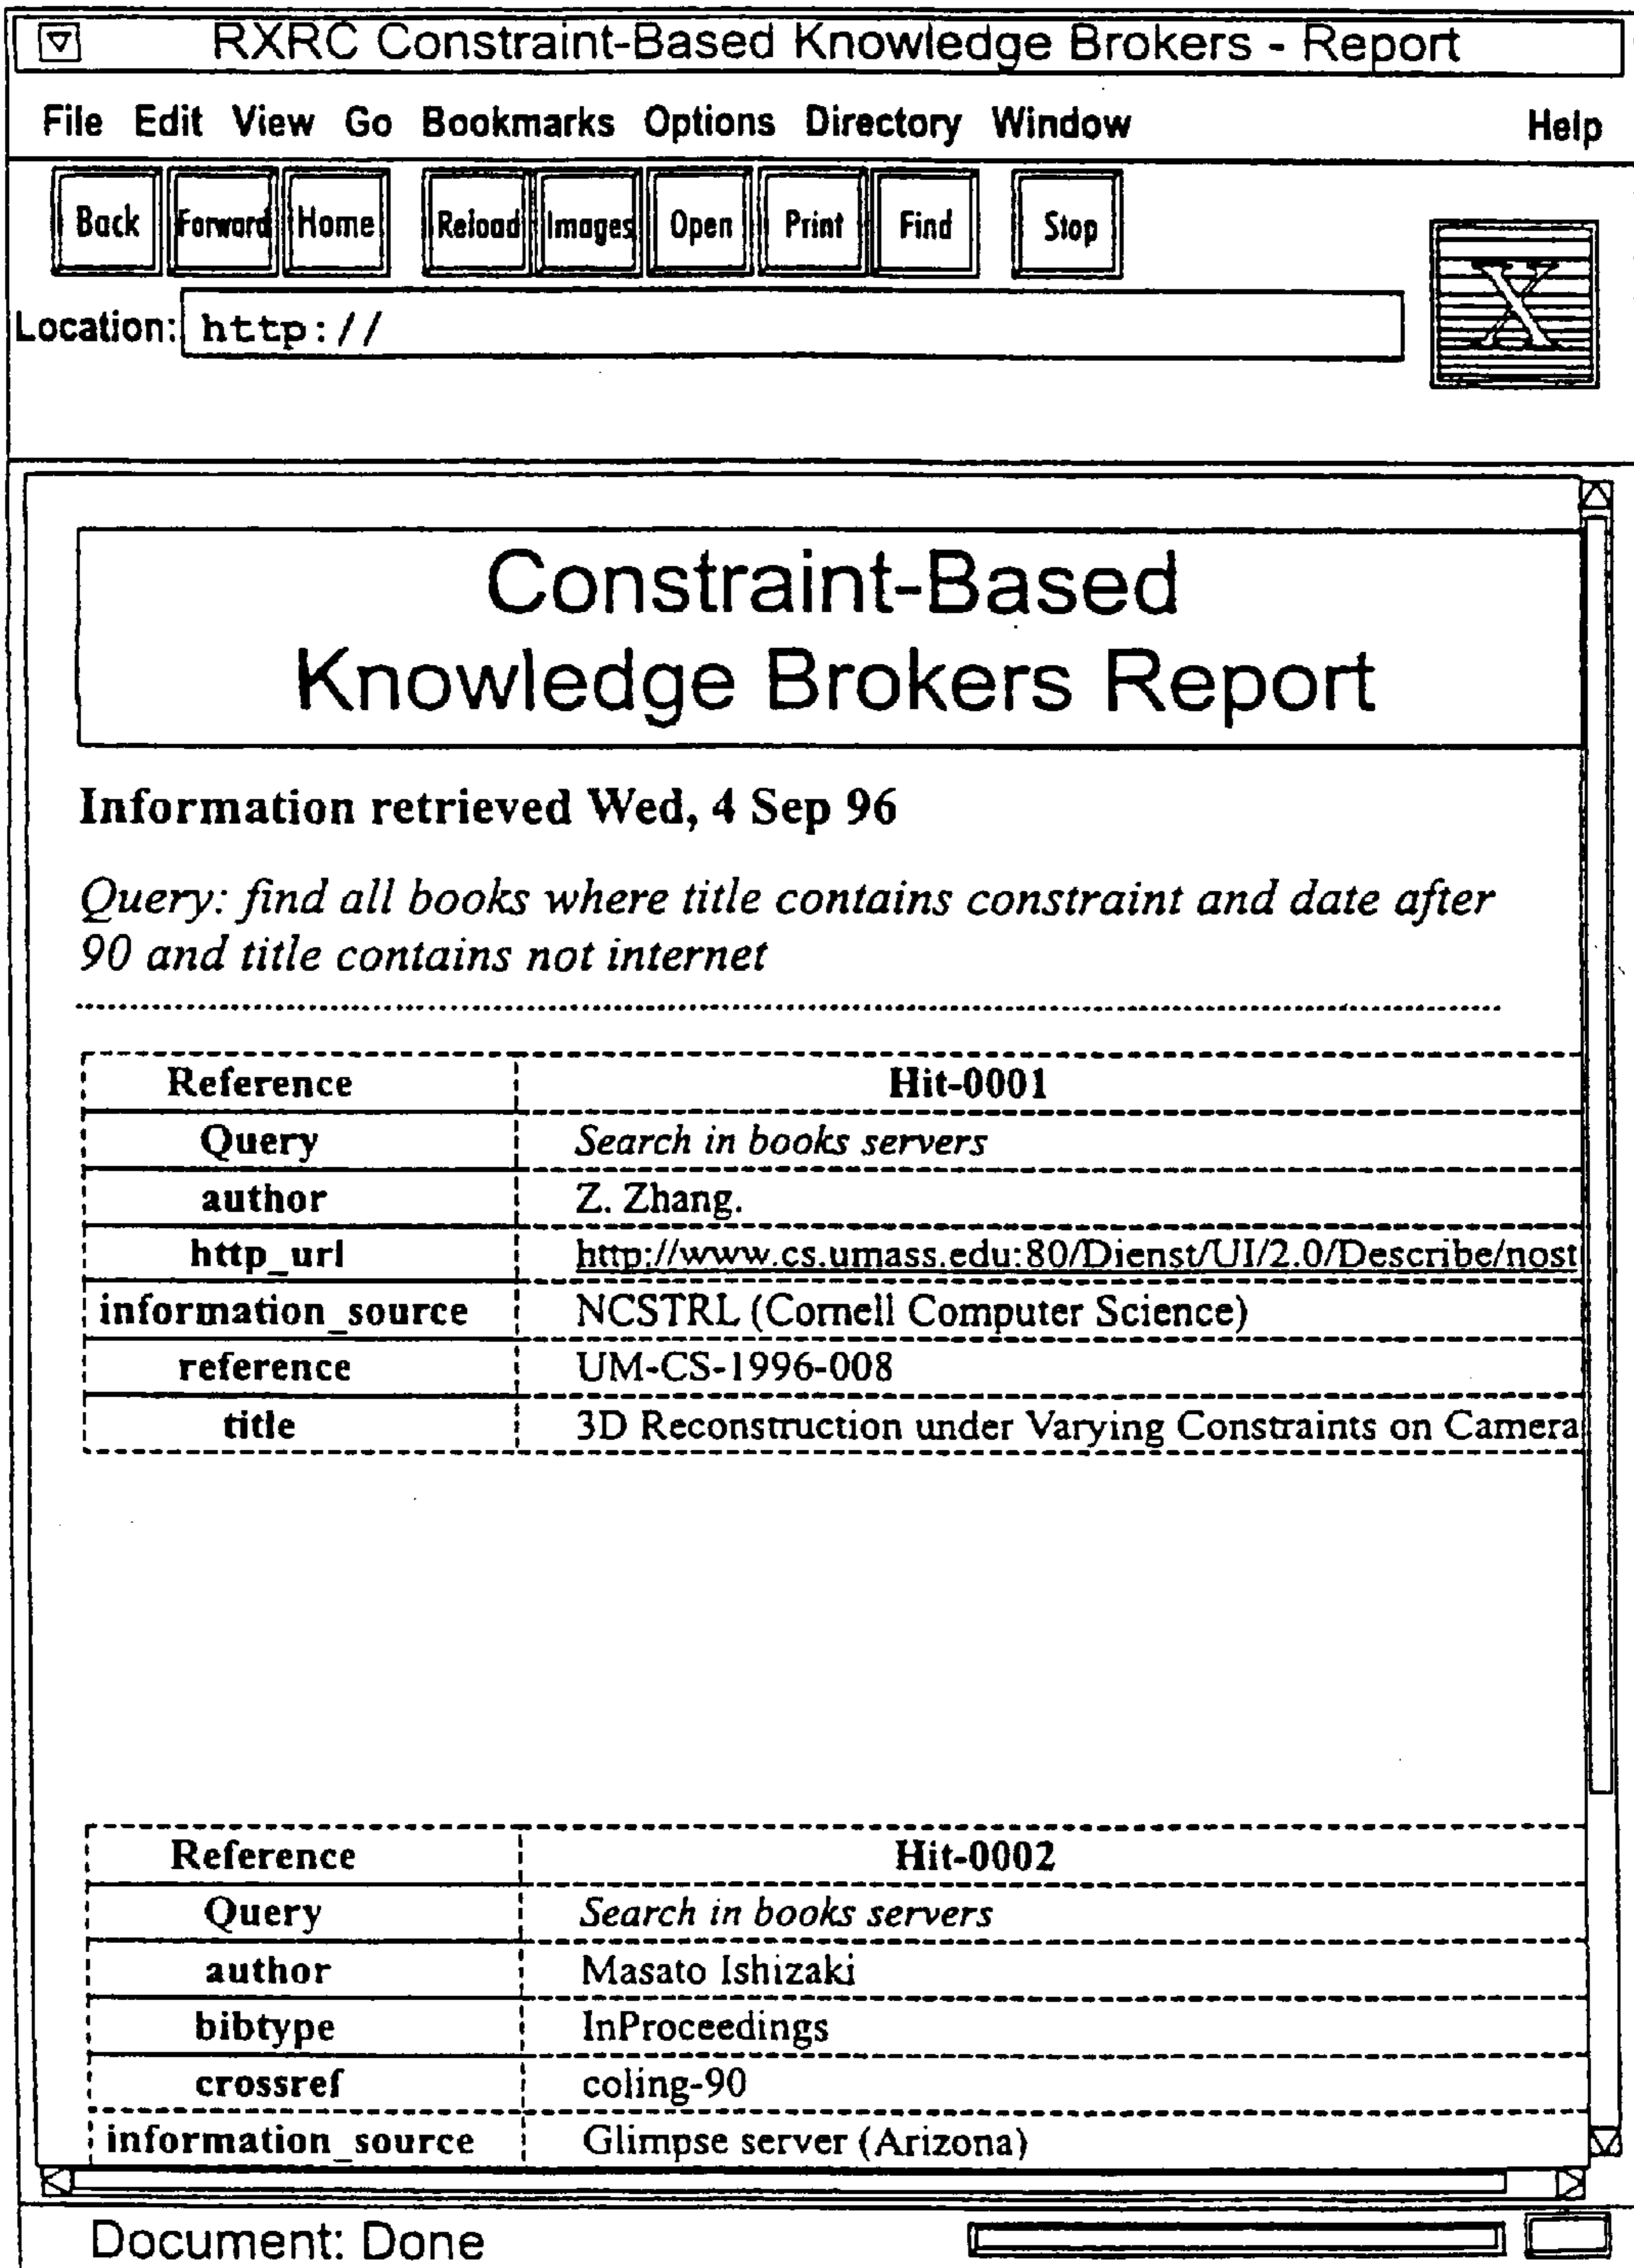 RXRC Constraint-Based Knowledge Brokers - Report
File Edit View Go Bookmarks Options Directory Window Help
Back Forward Home Reload Images Open Print Find Stop
X
Location: http://
Constraint-Based
Knowledge Brokers Report
Information retrieved Wed, 4 Sep 96
Query: find all books where title contains constraint and date after
90 and title contains not internet
Reference Hit-0001
Query Search in books servers
author Z. Zhang.
http_url http://www.cs.umass.edu:80/Dienst/UI/2.0/Describe/nost
information_source NCSTRL (Cornell Computer Science)
reference UM-CS-1996-008
title 3D Reconstruction under Varying Constraints on Camera
Reference Hit-0002
Query Search in books servers
author Masato Ishizaki
bibtype InProceedings
crossref coling-90
information_source Glimpse server (Arizona)
Document: Done